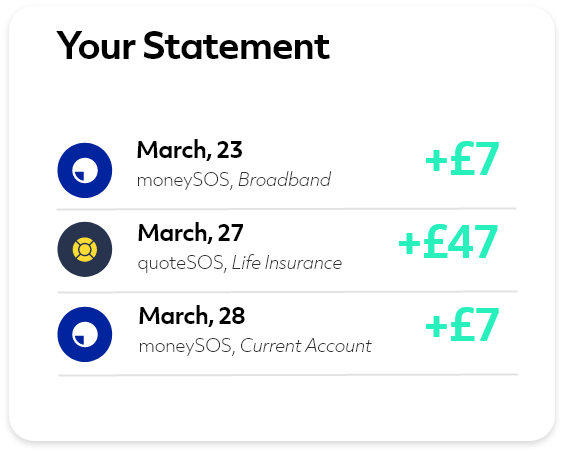 Your Statement
March, 23
+£7
moneySOS, Broadband
March, 27
+£47
quoteSOS, Life Insurance
March, 28
+£7
moneySOS, Current Account